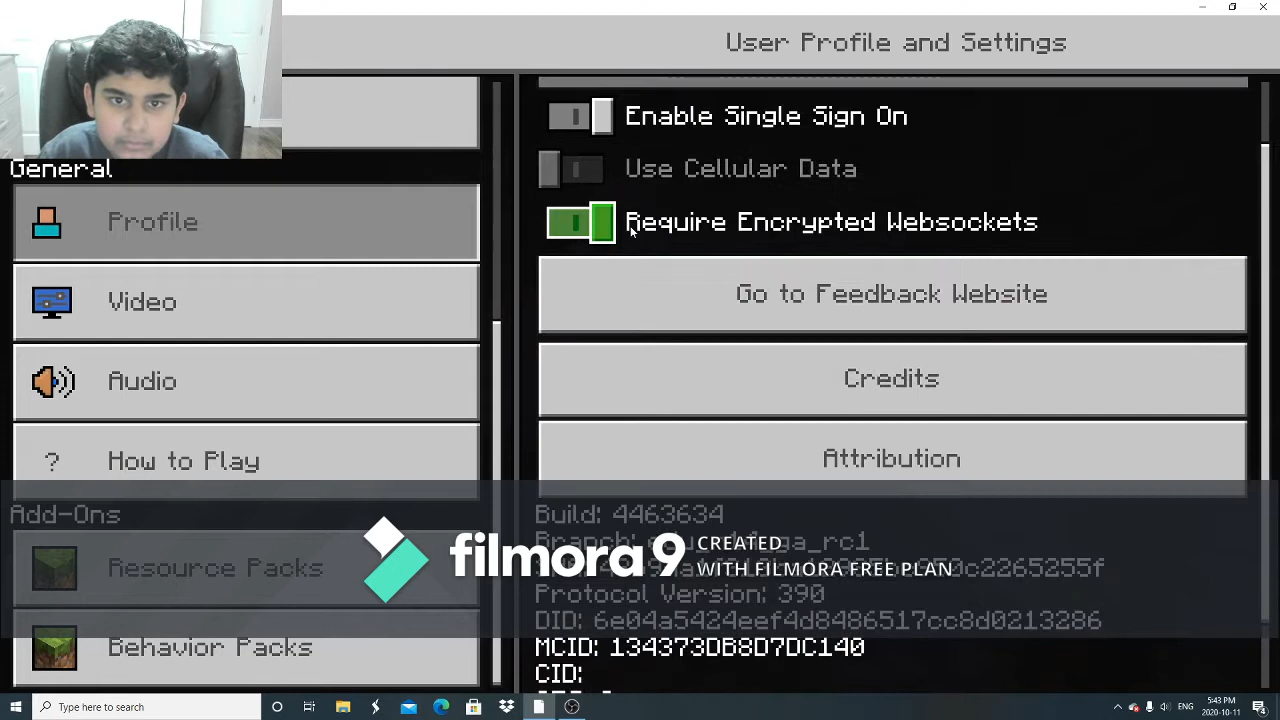 User Profile and Settings
General
Profile
Video
Audio
? How to Play
Add-Ons
Resource Packs
Behavior Packs
Enable Single Sign On
Use Cellular Data
Require Encrypted Websockets
Go to Feedback Website
Credits
Attribution
Build: 4463634
Protocol Version: 390
DID: 6e04a5424eef4d8486517cc8d0213286
MCID: 134373DB8D7DC140
CID:
filmora9 CREATED
WITH FILMORA FREE PLAN
Type here to search
ENG
5:43 PM
2020-10-11
4